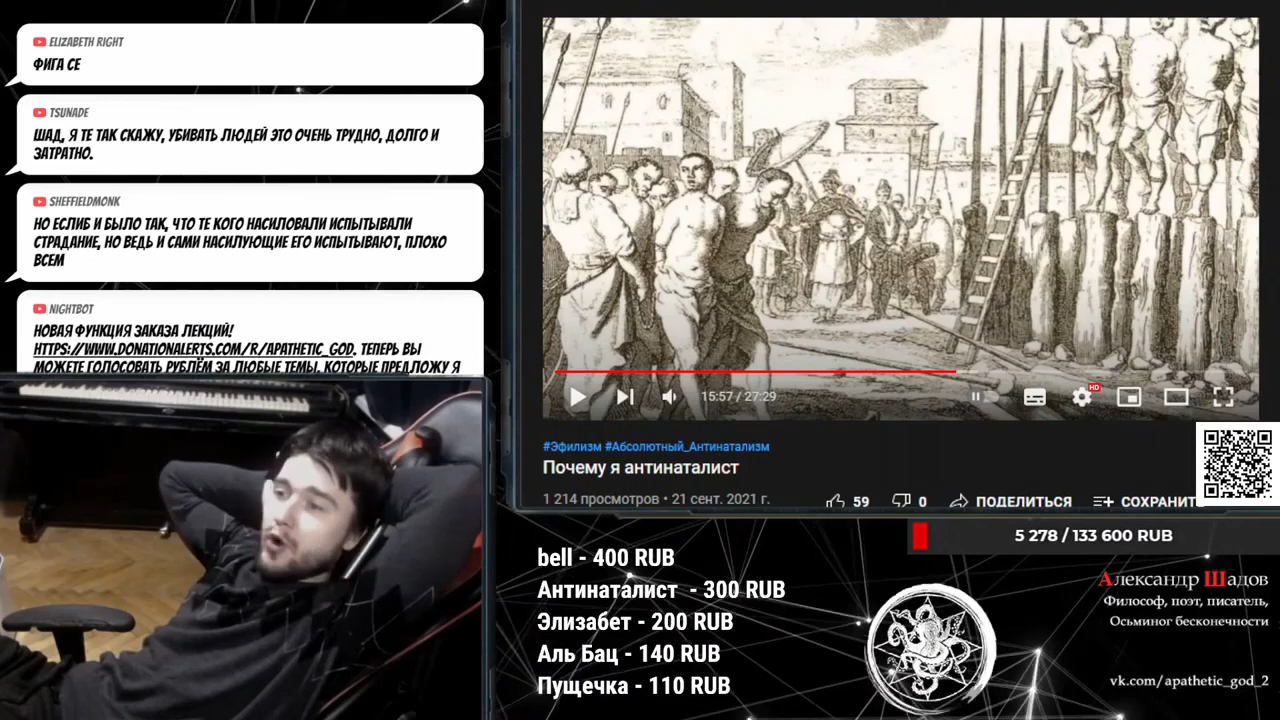 ELIZABETH RIGHT
ФИГА СЕ
TSUNADE
ШАД, Я ТЕ ТАК СКАЖУ, УБИВАТЬ ЛЮДЕЙ ЭТО ОЧЕНЬ ТРУДНО, ДОЛГО И
ЗАТРАТНО.
SHEFFIELDMONK
НО ЕСЛИБ И БЫЛО ТАК, ЧТО ТЕ КОГО НАСИЛОВАЛИ ИСПЫТЫВАЛИ
СТРАДАНИЕ, НО ВЕДЬ И САМИ НАСИЛУЮЩИЕ ЕГО ИСПЫТЫВАЮТ, ПЛОХО
ВСЕМ
NIGHTBOT
НОВАЯ ФУНКЦИЯ ЗАКАЗА ЛЕКЦИЙ!
HTTPS://WWW.DONATIONALERTS.COM/R/APATHETIC_GOD. ТЕПЕРЬ ВЫ
МОЖЕТЕ ГОЛОСОВАТЬ РУБЛЁМ ЗА ЛЮБЫЕ ТЕМЫ, КОТОРЫЕ ПРЕДЛОЖУ Я
15:57 / 27:29
HD
#Эфилизм #Абсолютный_Антинатализм
Почему я антинаталист
1 214 просмотров • 21 сент. 2021 г.
59
0
ПОДЕЛИТЬСЯ
СОХРАНИТЬ
5 278 / 133 600 RUB
bell - 400 RUB
Антинаталист - 300 RUB
Элизабет - 200 RUB
Аль Бац - 140 RUB
Пущечка - 110 RUB
Александр Шадов
Философ, поэт, писатель,
Осьминог бесконечности
vk.com/apathetic_god_2